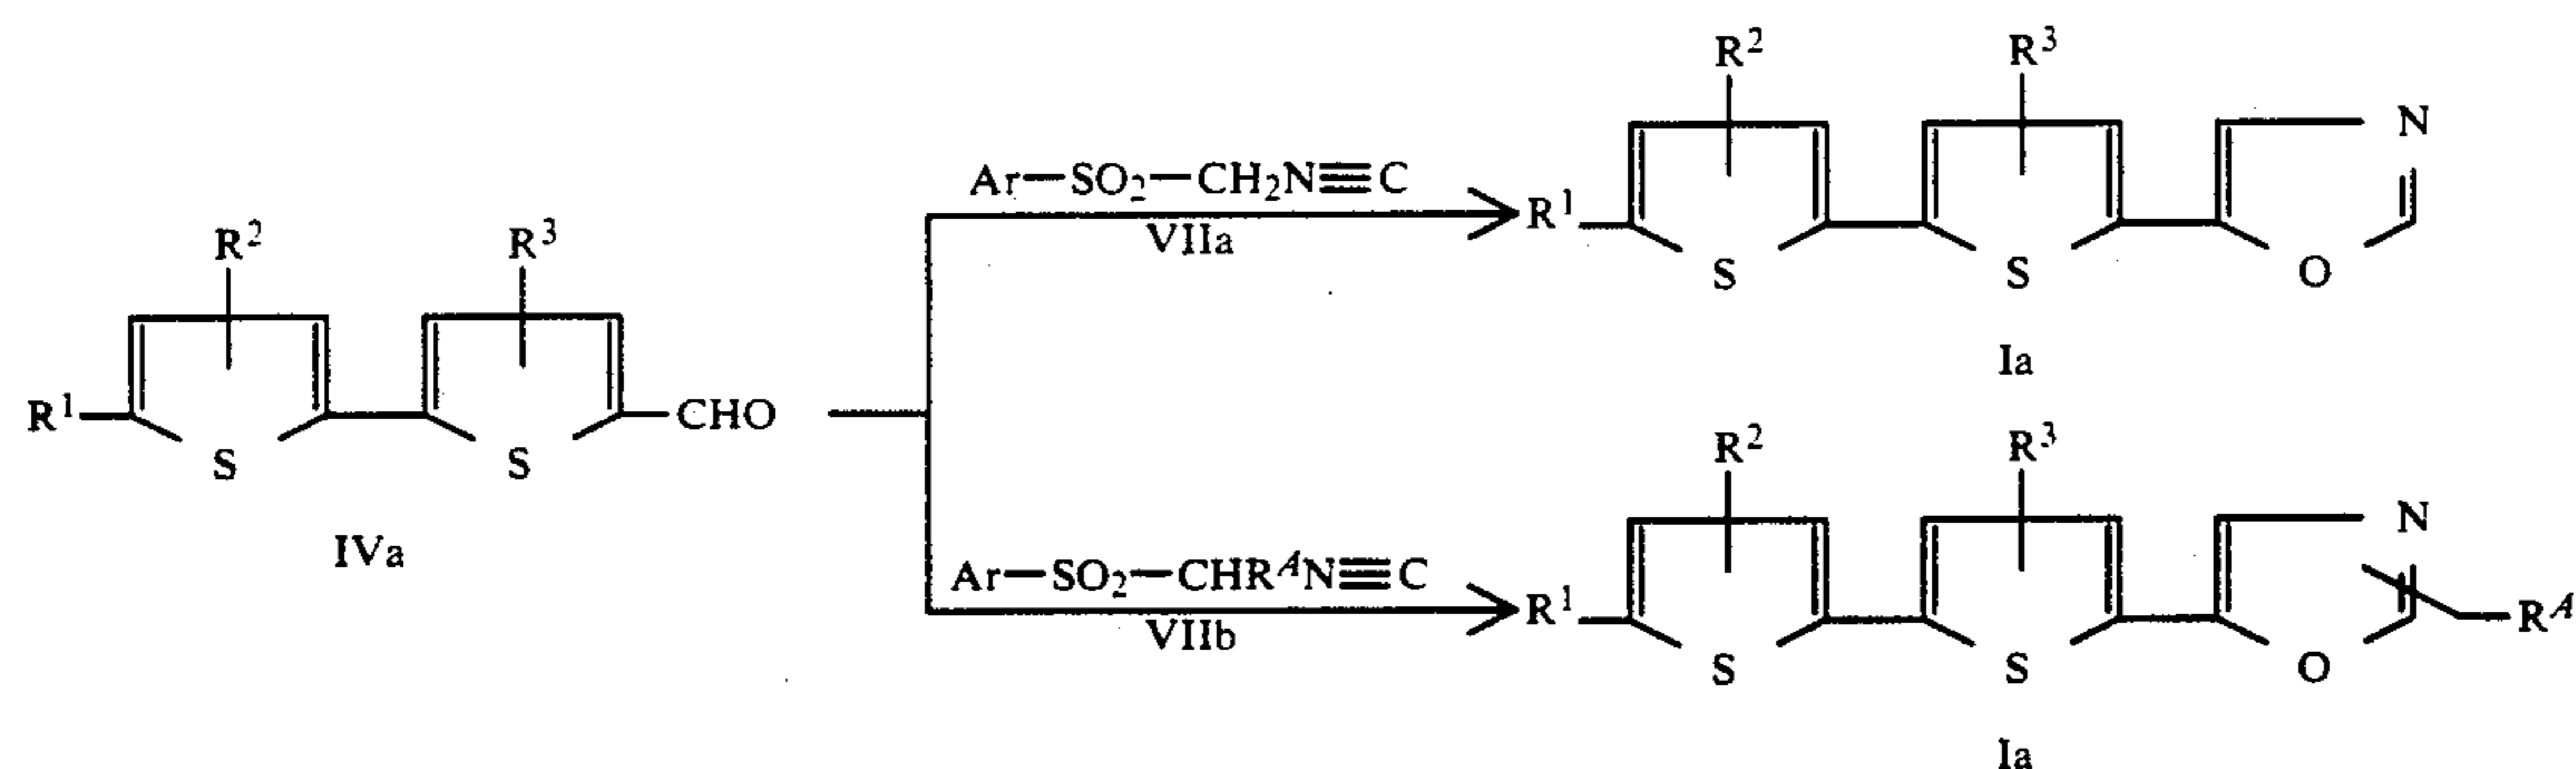 R² R³
Ar—SO₂—CH₂N≡C N
VIIa R¹ S S O
R² R³
Ia
R¹ S S CHO
R² R³
IVa
Ar—SO₂—CHRᴬN≡C N
VIIb R¹ S S O Rᴬ
Ia